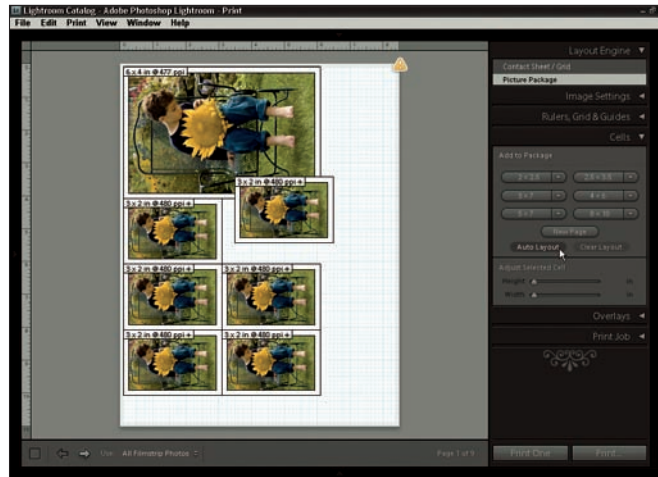 Lightroom Catalog - Adobe Photoshop Lightroom - Print
File Edit Print View Window Help
Layout Engine
Contact Sheet / Grid
Picture Package
Image Settings
Rulers, Grid & Guides
Cells
Add to Package
2 × 2.5
2.5 × 3.5
4 × 6
5 × 7
8 × 10
New Page
Auto Layout
Clear Layout
Adjust Selected Cell
Height
in
Width
in
Overlays
Print Job
6 x 4 in @ 477 ppi
3 x 2 in @ 480 ppi +
3 x 2 in @ 480 ppi +
3 x 2 in @ 480 ppi +
3 x 2 in @ 480 ppi +
3 x 2 in @ 480 ppi +
3 x 2 in @ 480 ppi +
Use: All Filmstrip Photos
Page 1 of 9
Print One
Print...